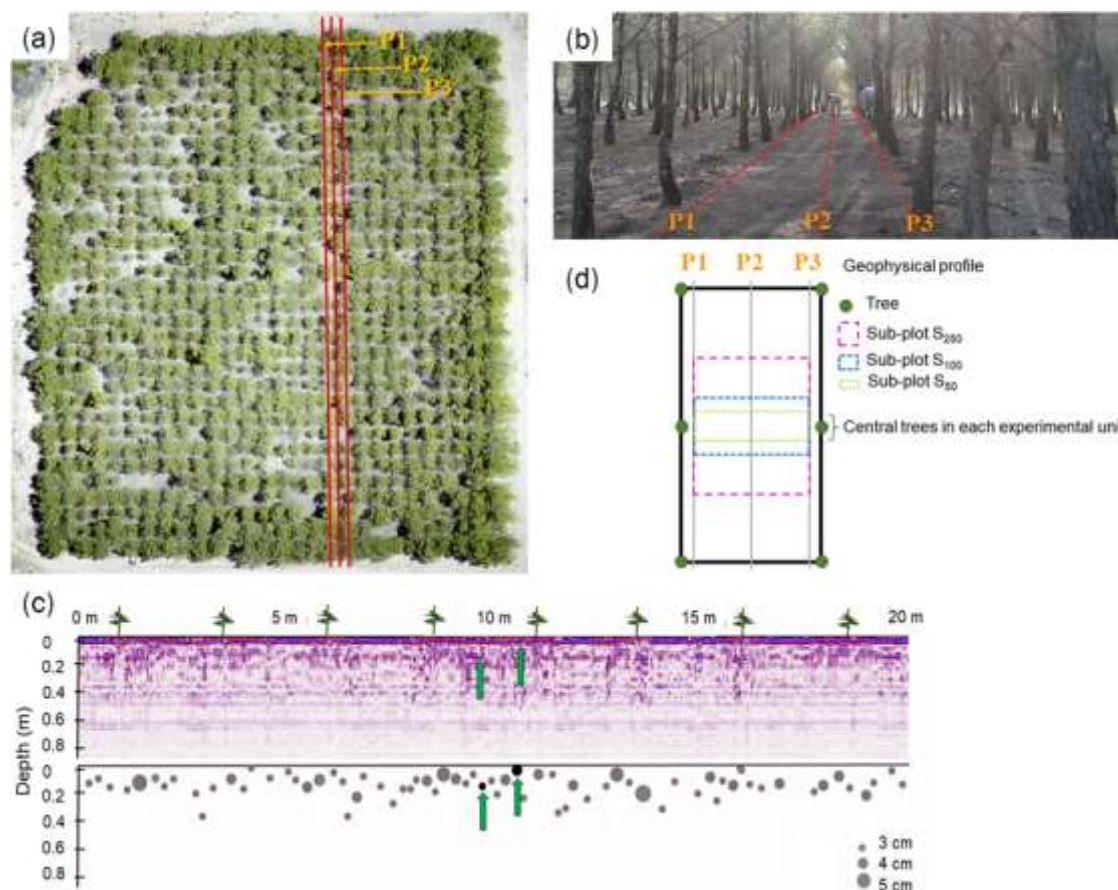 (a)
P1
P2
P3
(b)
P1
P2
P3
(d)
P1 P2 P3
Geophysical profile
Tree
Sub-plot S250
Sub-plot S100
Sub-plot S50
Central trees in each experimental uni
(c)
0 m 5 m 10 m 15 m 20 m
0
0.2
0.4
0.6
0.8
Depth (m)
0
0.2
0.4
0.6
0.8
3 cm
4 cm
5 cm